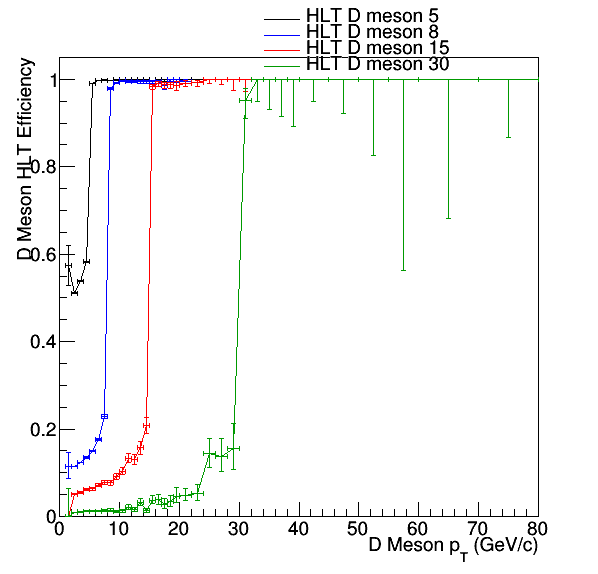 HLT D meson 5
HLT D meson 8
HLT D meson 15
HLT D meson 30
D Meson HLT Efficiency
1
0.8
0.6
0.4
0.2
0
0 10 20 30 40 50 60 70 80
D Meson p_T (GeV/c)